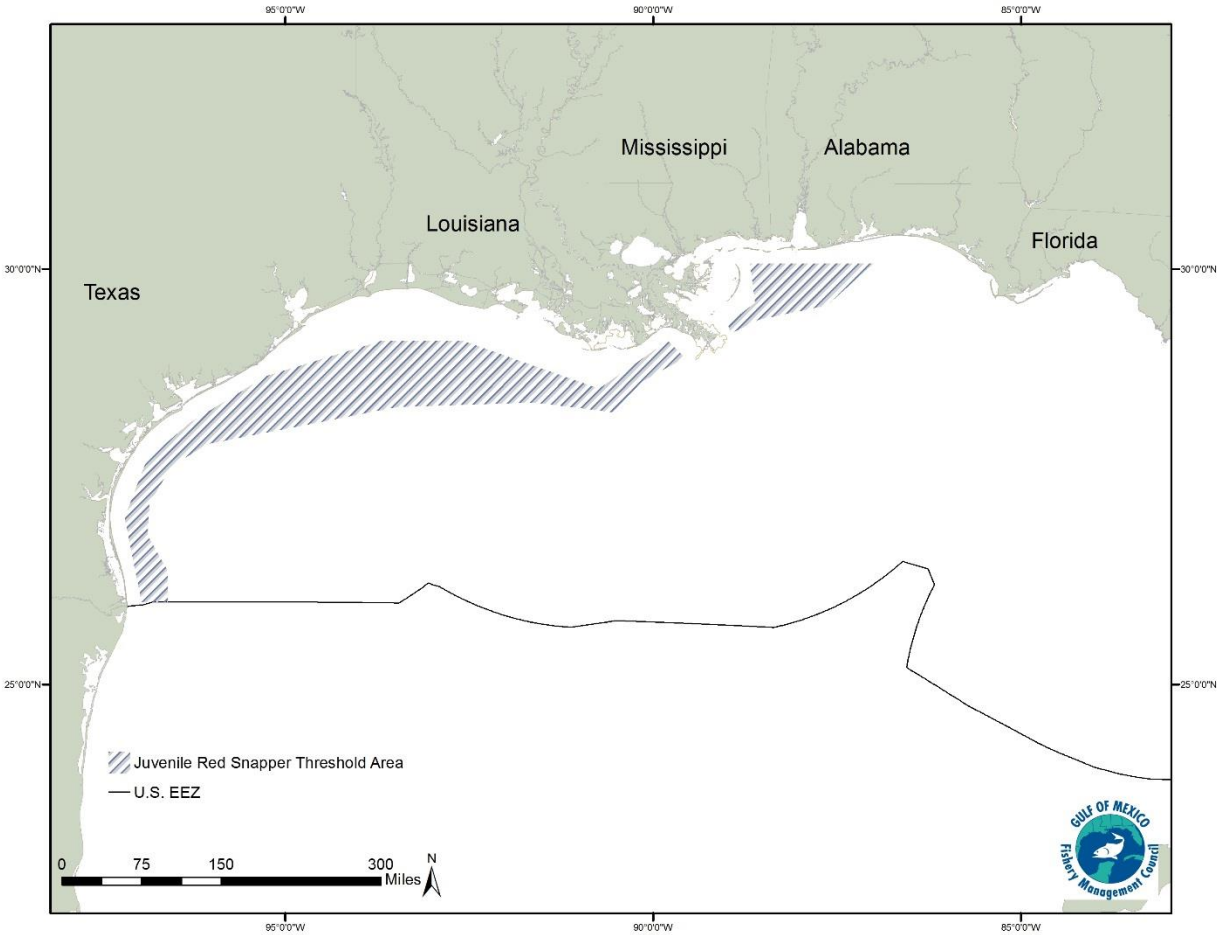 95°0'0"W
90°0'0"W
85°0'0"W
Mississippi
Alabama
Louisiana
Florida
30°0'0"N
30°0'0"N
Texas
25°0'0"N
25°0'0"N
Juvenile Red Snapper Threshold Area
U.S. EEZ
0 75 150 300
Miles
N
GULF OF MEXICO
Fishery Management Council
95°0'0"W
90°0'0"W
85°0'0"W